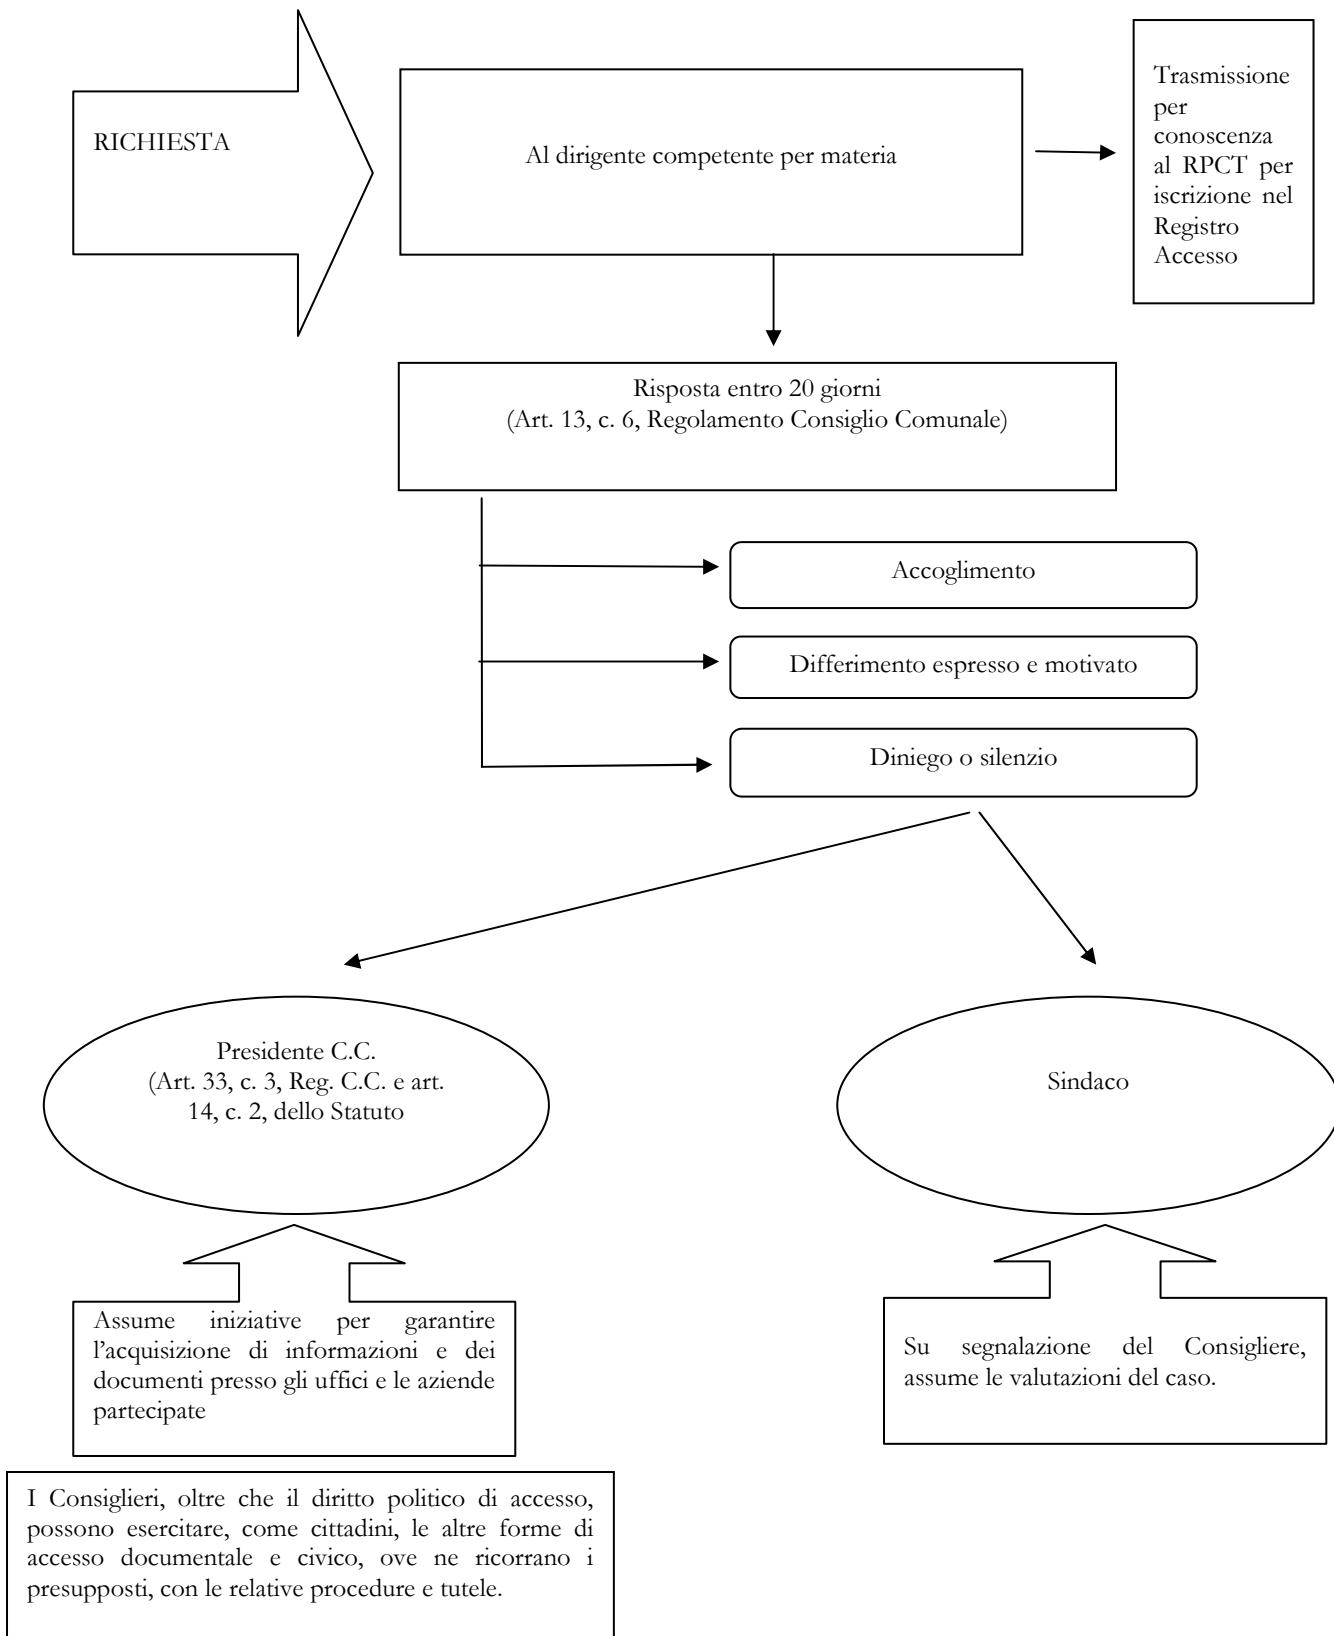 RICHIESTA
Al dirigente competente per materia
Trasmissione
per
conoscenza
al RPCT per
iscrizione nel
Registro
Accesso
Risposta entro 20 giorni
(Art. 13, c. 6, Regolamento Consiglio Comunale)
Accoglimento
Differimento espresso e motivato
Diniego o silenzio
Presidente C.C.
(Art. 33, c. 3, Reg. C.C. e art.
14, c. 2, dello Statuto
Sindaco
Assume iniziative per garantire
l’acquisizione di informazioni e dei
documenti presso gli uffici e le aziende
partecipate
Su segnalazione del Consigliere,
assume le valutazioni del caso.
I Consiglieri, oltre che il diritto politico di accesso,
possono esercitare, come cittadini, le altre forme di
accesso documentale e civico, ove ne ricorrano i
presupposti, con le relative procedure e tutele.